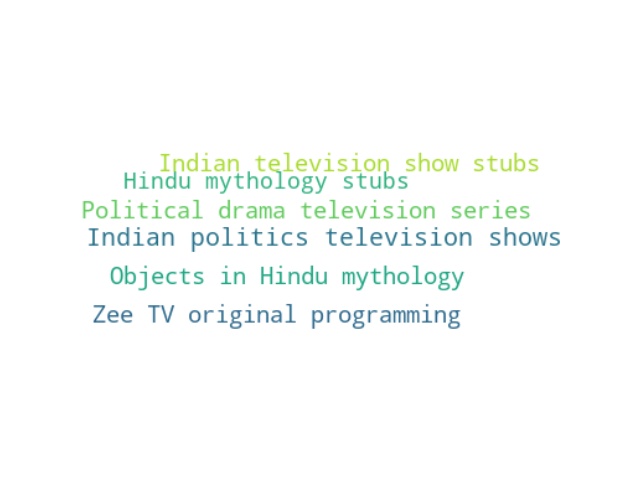 Indian television show stubs
Hindu mythology stubs
Political drama television series
Indian politics television shows
Objects in Hindu mythology
Zee TV original programming